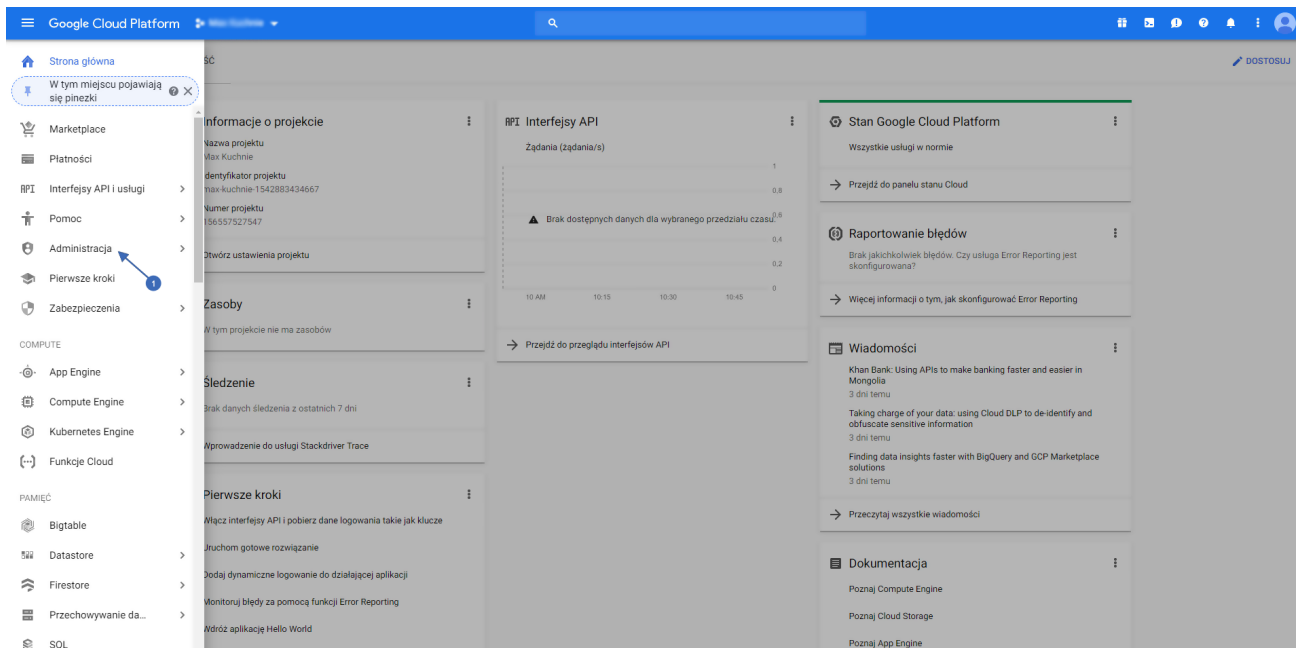 Google Cloud Platform
Strona główna
W tym miejscu pojawiają
się pinezki
Marketplace
Płatności
API Interfejsy API i usługi
Pomoc
Administracja
1
Pierwsze kroki
Zabezpieczenia
COMPUTE
App Engine
Compute Engine
Kubernetes Engine
Funkcje Cloud
PAMIĘĆ
Bigtable
Datastore
Firestore
Przechowywanie da...
SQL
ŚĆ
DOSTOSUJ
Informacje o projekcie
Nazwa projektu
Max Kuchnie
Identyfikator projektu
max-kuchnie-1542883434667
Numer projektu
156557527547
Otwórz ustawienia projektu
Zasoby
W tym projekcie nie ma zasobów
Śledzenie
Brak danych śledzenia z ostatnich 7 dni
Wprowadzenie do usługi Stackdriver Trace
Pierwsze kroki
Włącz interfejsy API i pobierz dane logowania takie jak klucze
Uruchom gotowe rozwiązanie
Dodaj dynamiczne logowanie do działającej aplikacji
Monitoruj błędy za pomocą funkcji Error Reporting
Wdróż aplikację Hello World
API Interfejsy API
Żądania (żądania/s)
1
0,8
Brak dostępnych danych dla wybranego przedziału czasu.
0,6
0,4
0,2
0
10 AM 10:15 10:30 10:45
Przejdź do przeglądu interfejsów API
Stan Google Cloud Platform
Wszystkie usługi w normie
Przejdź do panelu stanu Cloud
Raportowanie błędów
Brak jakichkolwiek błędów. Czy usługa Error Reporting jest
skonfigurowana?
Więcej informacji o tym, jak skonfigurować Error Reporting
Wiadomości
Khan Bank: Using APIs to make banking faster and easier in
Mongolia
3 dni temu
Taking charge of your data: using Cloud DLP to de-identify and
obfuscate sensitive information
3 dni temu
Finding data insights faster with BigQuery and GCP Marketplace
solutions
3 dni temu
Przeczytaj wszystkie wiadomości
Dokumentacja
Poznaj Compute Engine
Poznaj Cloud Storage
Poznaj App Engine